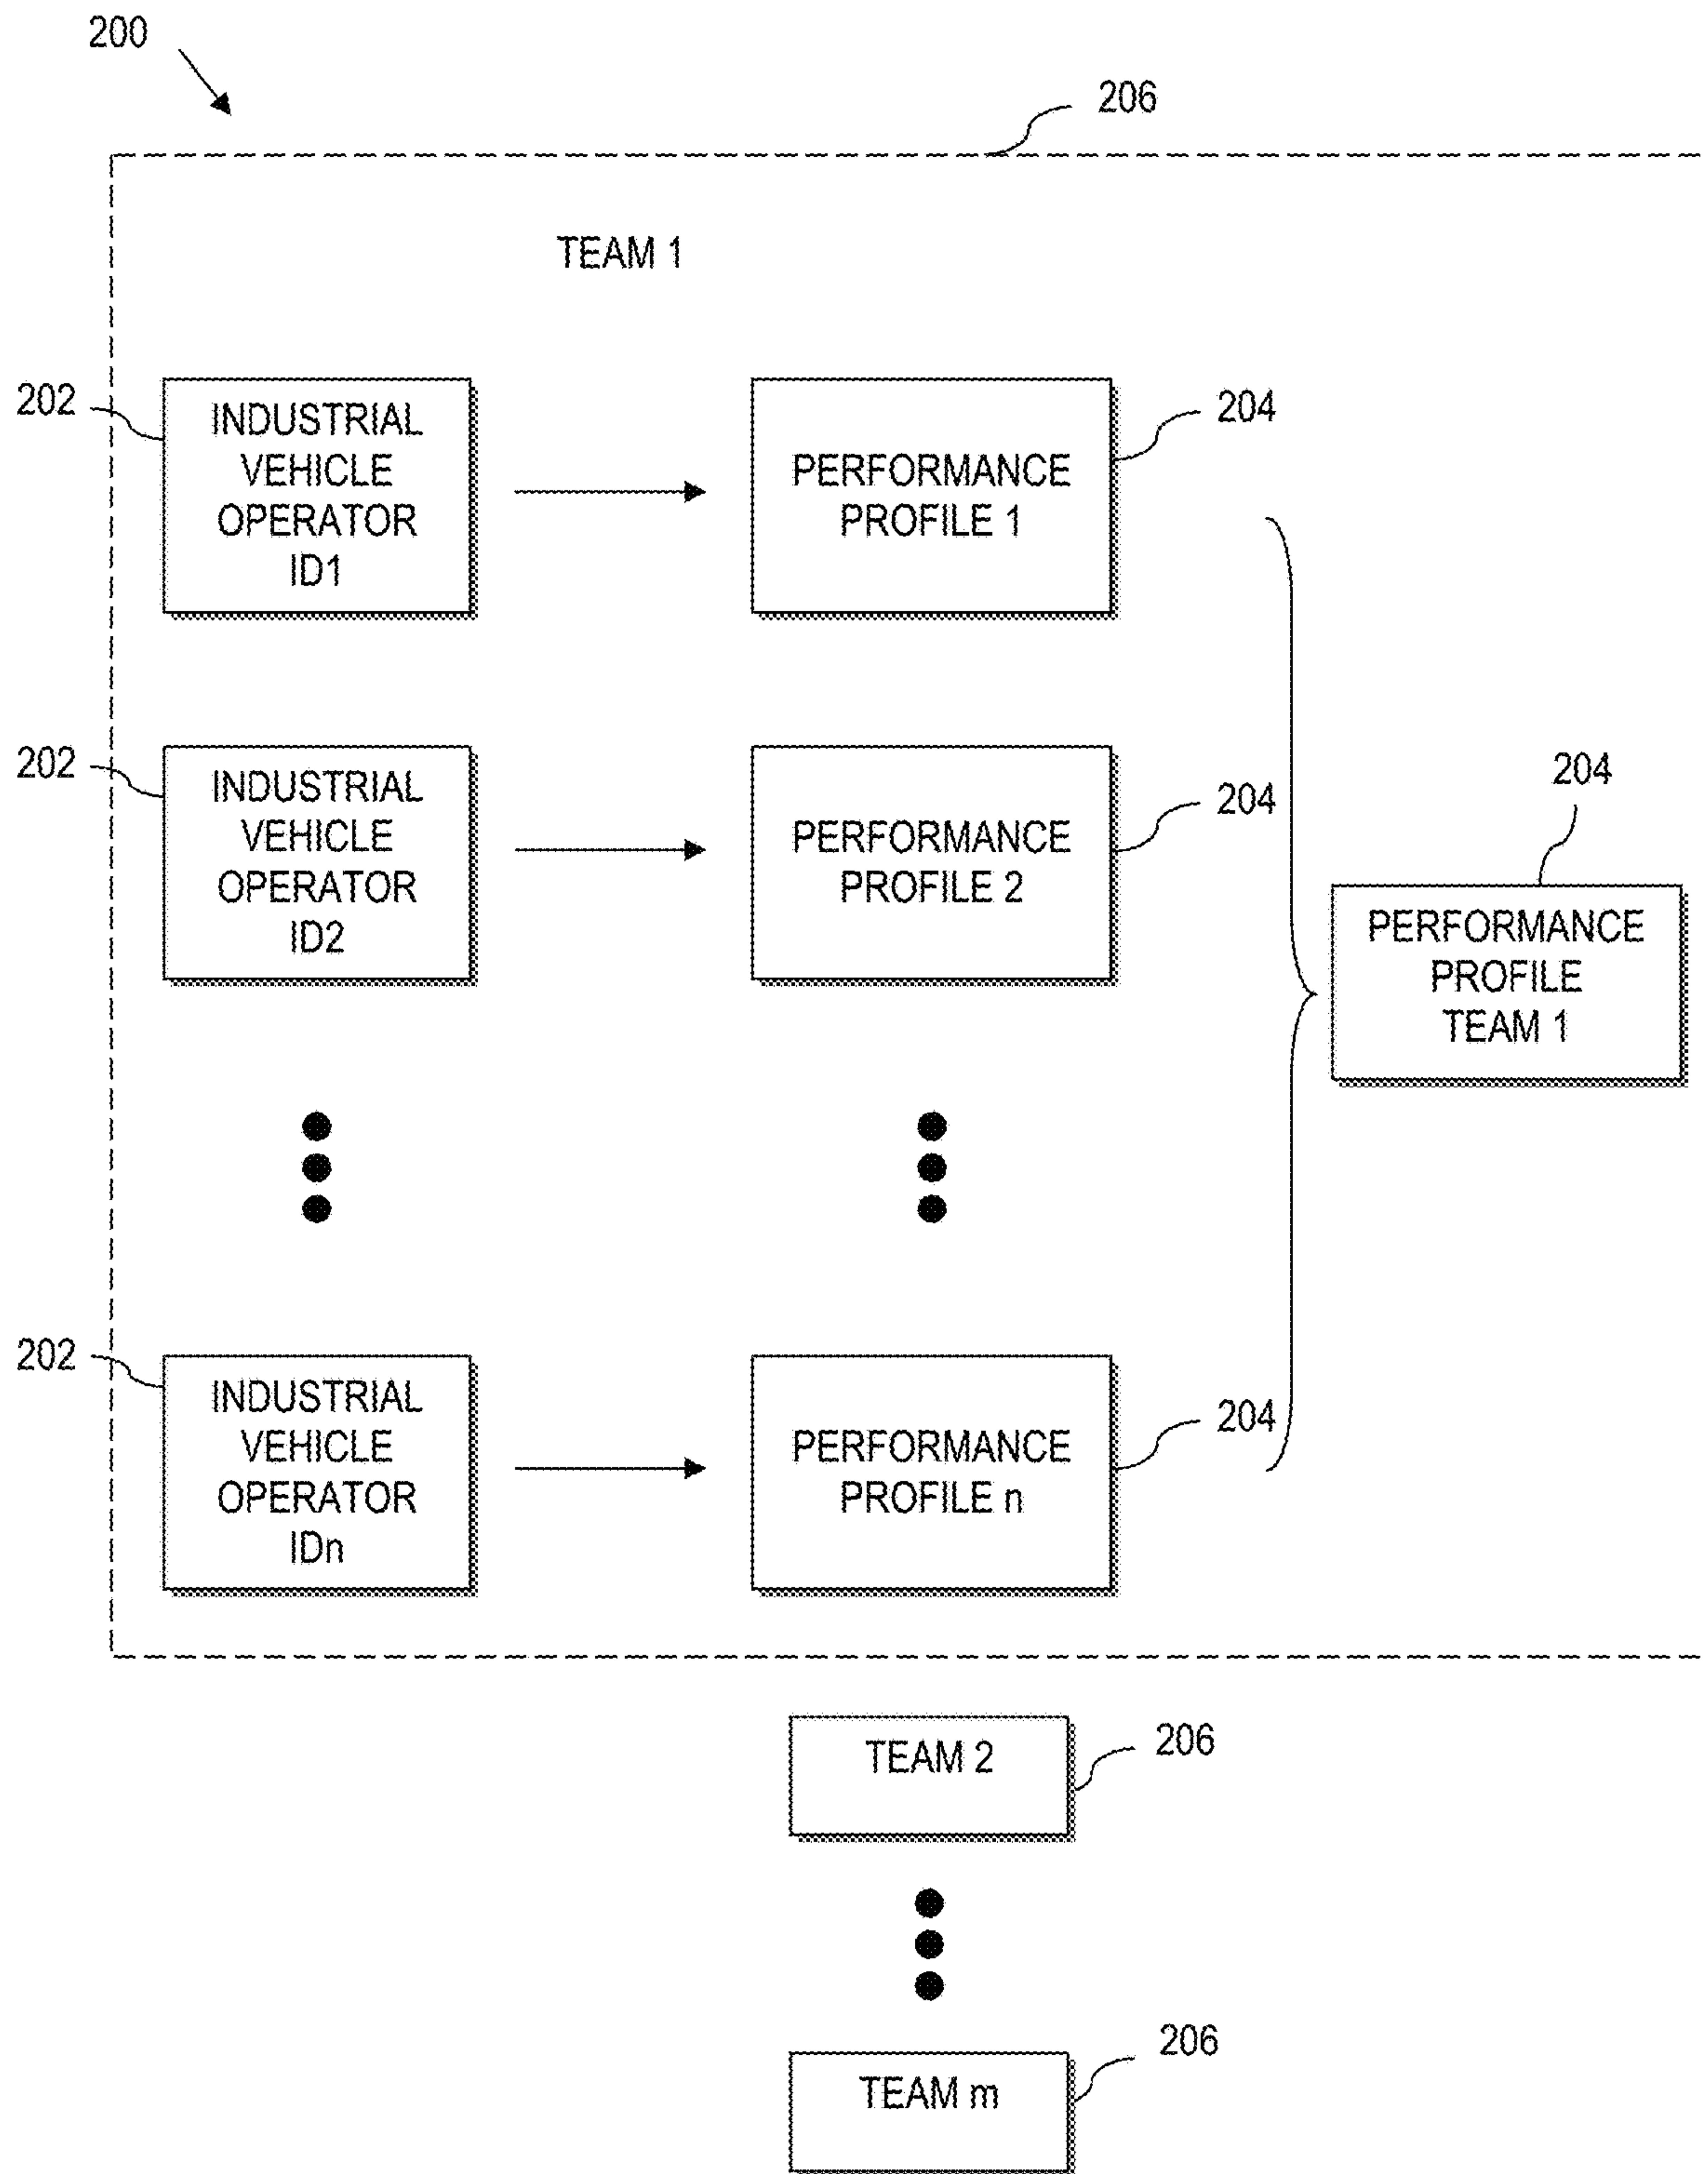 200
206
TEAM 1
202
INDUSTRIAL
VEHICLE
OPERATOR
ID1
PERFORMANCE
PROFILE 1
204
202
INDUSTRIAL
VEHICLE
OPERATOR
ID2
PERFORMANCE
PROFILE 2
204
204
PERFORMANCE
PROFILE
TEAM 1
202
INDUSTRIAL
VEHICLE
OPERATOR
IDn
PERFORMANCE
PROFILE n
204
TEAM 2
206
206
TEAM m